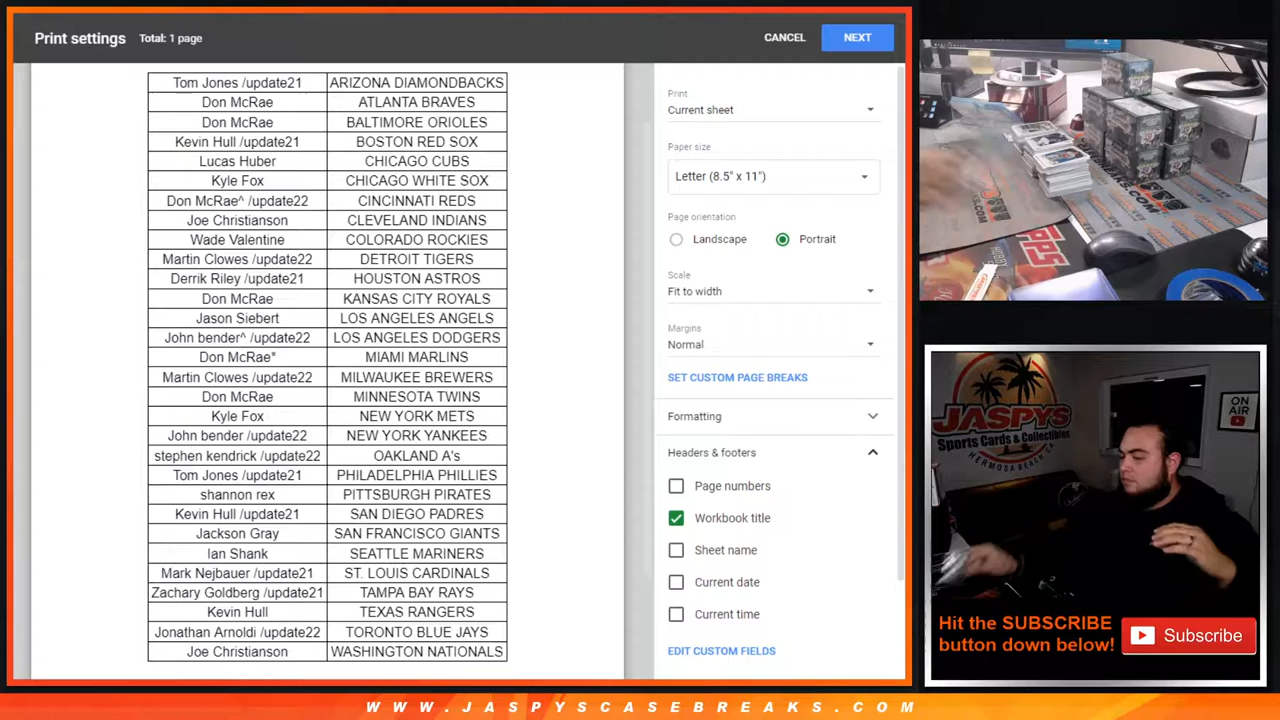 Print settings Total: 1 page CANCEL NEXT
Tom Jones /update21 ARIZONA DIAMONDBACKS
Don McRae ATLANTA BRAVES
Don McRae BALTIMORE ORIOLES
Kevin Hull /update21 BOSTON RED SOX
Lucas Huber CHICAGO CUBS
Kyle Fox CHICAGO WHITE SOX
Don McRae^ /update22 CINCINNATI REDS
Joe Christianson CLEVELAND INDIANS
Wade Valentine COLORADO ROCKIES
Martin Clowes /update22 DETROIT TIGERS
Derrik Riley /update21 HOUSTON ASTROS
Don McRae KANSAS CITY ROYALS
Jason Siebert LOS ANGELES ANGELS
John bender^ /update22 LOS ANGELES DODGERS
Don McRae* MIAMI MARLINS
Martin Clowes /update22 MILWAUKEE BREWERS
Don McRae MINNESOTA TWINS
Kyle Fox NEW YORK METS
John bender /update22 NEW YORK YANKEES
stephen kendrick /update22 OAKLAND A's
Tom Jones /update21 PHILADELPHIA PHILLIES
shannon rex PITTSBURGH PIRATES
Kevin Hull /update21 SAN DIEGO PADRES
Jackson Gray SAN FRANCISCO GIANTS
Ian Shank SEATTLE MARINERS
Mark Nejbauer /update21 ST. LOUIS CARDINALS
Zachary Goldberg /update21 TAMPA BAY RAYS
Kevin Hull TEXAS RANGERS
Jonathan Arnoldi /update22 TORONTO BLUE JAYS
Joe Christianson WASHINGTON NATIONALS
Print
Current sheet
Paper size
Letter (8.5" x 11")
Page orientation
Landscape Portrait
Scale
Fit to width
Margins
Normal
SET CUSTOM PAGE BREAKS
Formatting
Headers & footers
Page numbers
Workbook title
Sheet name
Current date
Current time
EDIT CUSTOM FIELDS
JASPYS
Sports Cards & Collectibles
HERMOSA BEACH CA
ON
AIR
Hit the SUBSCRIBE
button down below!
Subscribe
WWW.JASPYSCASEBREAKS.COM